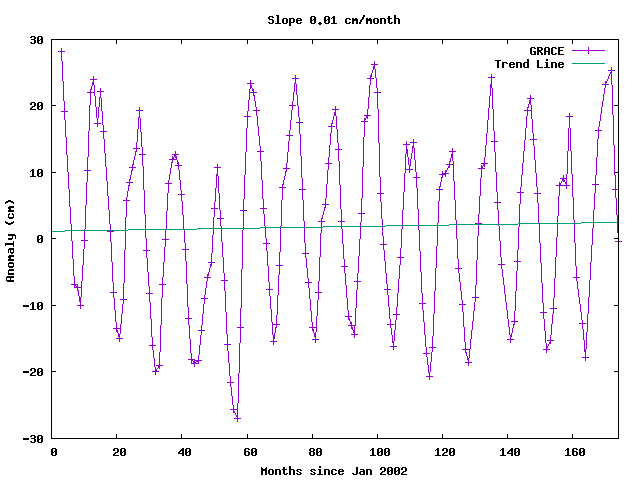 Slope 0.01 cm/month
GRACE
Trend Line
30
20
10
0
-10
-20
-30
Anomaly (cm)
0 20 40 60 80 100 120 140 160
Months since Jan 2002